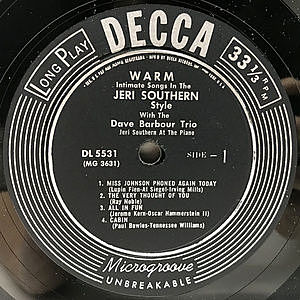 DECCA
LONG PLAY
33 1/3 RPM
WARM
Intimate Songs In The
JERI SOUTHERN
Style
With The
Dave Barbour Trio
Jeri Southern At The Piano
DL 5531
(MG 3631)
SIDE - 1
1. MISS JOHNSON PHONED AGAIN TODAY
(Lupin Fien-Al Siegel-Irving Mills)
2. THE VERY THOUGHT OF YOU
(Ray Noble)
3. ALL IN FUN
(Jerome Kern-Oscar Hammerstein II)
4. CABIN
(Paul Bowles-Tennessee Williams)
Microgroove
UNBREAKABLE